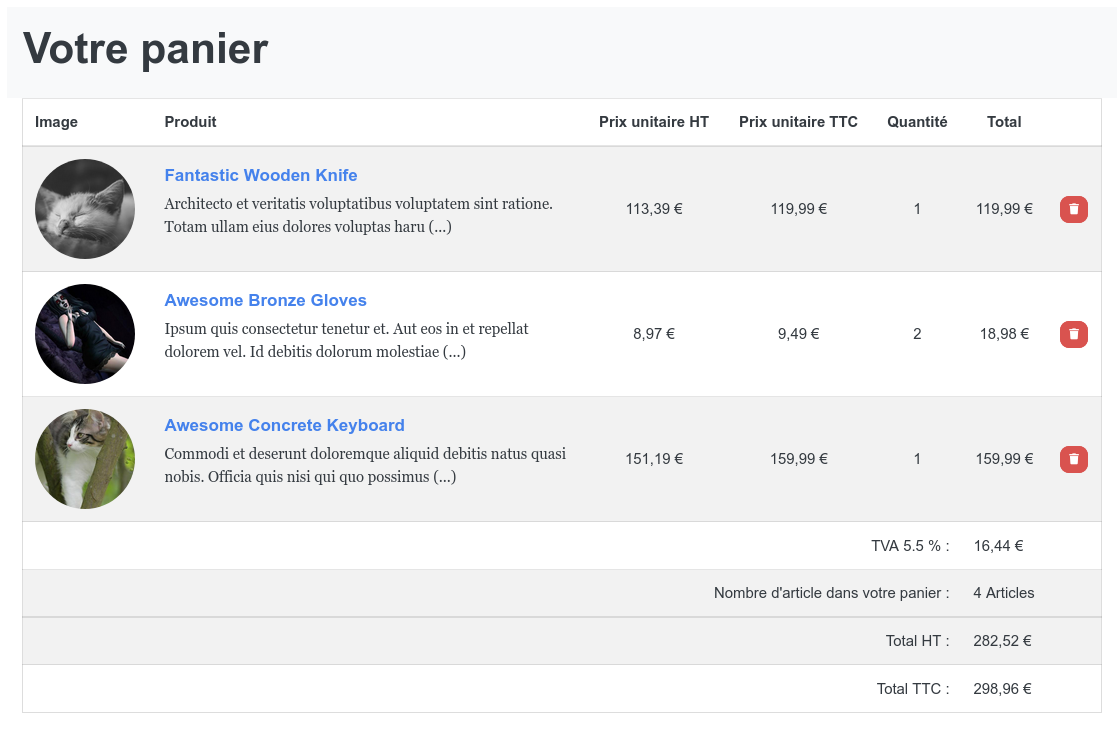 Votre panier
Image Produit Prix unitaire HT Prix unitaire TTC Quantité Total
Fantastic Wooden Knife
Architecto et veritatis voluptatibus voluptatem sint ratione.
Totam ullam eius dolores voluptas haru (...)
113,39 € 119,99 € 1 119,99 €
Awesome Bronze Gloves
Ipsum quis consectetur tenetur et. Aut eos in et repellat
dolorem vel. Id debitis dolorum molestiae (...)
8,97 € 9,49 € 2 18,98 €
Awesome Concrete Keyboard
Commodi et deserunt doloremque aliquid debitis natus quasi
nobis. Officia quis nisi qui quo possimus (...)
151,19 € 159,99 € 1 159,99 €
TVA 5.5 % : 16,44 €
Nombre d'article dans votre panier : 4 Articles
Total HT : 282,52 €
Total TTC : 298,96 €